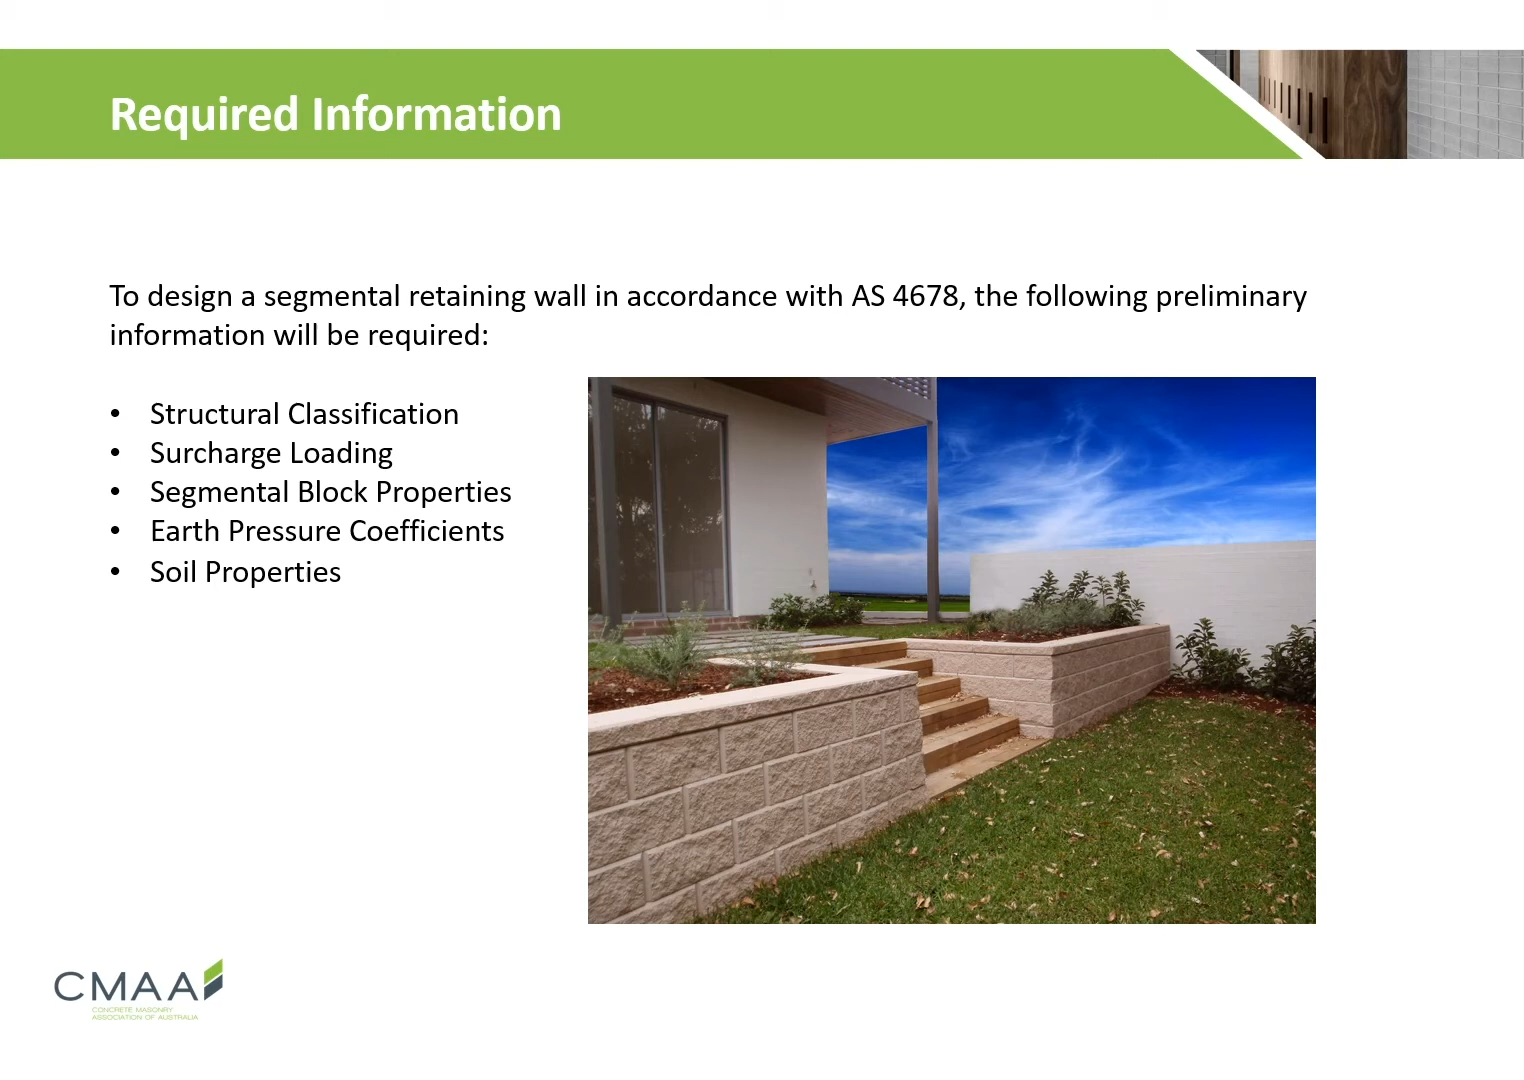 Required Information
To design a segmental retaining wall in accordance with AS 4678, the following preliminary
information will be required:
• Structural Classification
• Surcharge Loading
• Segmental Block Properties
• Earth Pressure Coefficients
• Soil Properties
CMAA
CONCRETE MASONRY
ASSOCIATION OF AUSTRALIA